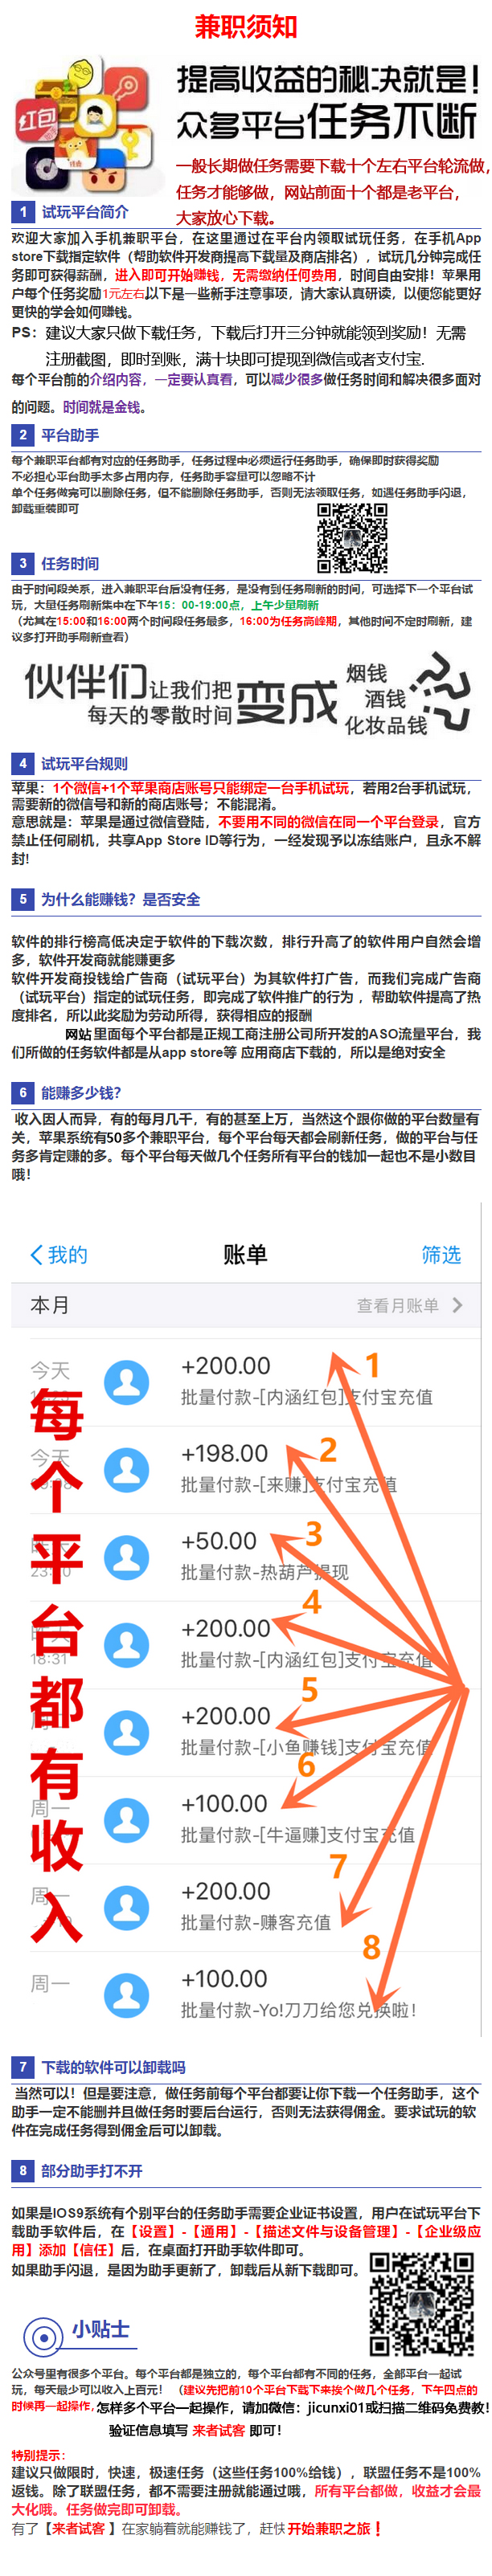 兼职须知
提高收益的秘决就是！
众多平台任务不断
红包
一般长期做任务需要下载十个左右平台轮流做，
任务才能够做，网站前面十个都是老平台，
大家放心下载。
1 试玩平台简介
欢迎大家加入手机兼职平台，在这里通过在平台内领取试玩任务，在手机App
store下载指定软件（帮助软件开发商提高下载量及商店排名），试玩几分钟完成任
务即可获得薪酬，进入即可开始赚钱，无需缴纳任何费用，时间自由安排！苹果用
户每个任务奖励1元左右,以下是一些新手注意事项，请大家认真研读，以便您能更好
更快的学会如何赚钱。
PS：建议大家只做下载任务，下载后打开三分钟就能领到奖励！无需
注册截图，即时到账，满十块即可提现到微信或者支付宝.
每个平台前的介绍内容，一定要认真看，可以减少很多做任务时间和解决很多面对
的问题。时间就是金钱。
2 平台助手
每个兼职平台都有对应的任务助手，任务过程中必须运行任务助手，确保即时获得奖励
不必担心平台助手太多占用内存，任务助手容量可以忽略不计
单个任务做完可以删除任务，但不能删除任务助手，否则无法领取任务，如遇任务助手闪退，
卸载重装即可
3 任务时间
由于时间段关系，进入兼职平台后没有任务，是没有到任务刷新的时间，可选择下一个平台试
玩，大量任务刷新集中在下午15：00-19:00点，上午少量刷新
（尤其在15:00和16:00两个时间段任务最多，16:00为任务高峰期，其他时间不定时刷新，建
议多打开助手刷新查看）
伙伴们让我们把
每天的零散时间
变成
烟钱
酒钱
化妆品钱
4 试玩平台规则
苹果：1个微信+1个苹果商店账号只能绑定一台手机试玩，若用2台手机试玩，
需要新的微信号和新的商店账号；不能混淆。
意思就是：苹果是通过微信登陆，不要用不同的微信在同一个平台登录，官方
禁止任何刷机，共享App Store ID等行为，一经发现予以冻结账户，且永不解
封!
5 为什么能赚钱？是否安全
软件的排行榜高低决定于软件的下载次数，排行升高了的软件用户自然会增
多，软件开发商就能赚更多
软件开发商投钱给广告商（试玩平台）为其软件打广告，而我们完成广告商
（试玩平台）指定的试玩任务，即完成了软件推广的行为，帮助软件提高了热
度排名，所以此奖励为劳动所得，获得相应的报酬
网站里面每个平台都是正规工商注册公司所开发的ASO流量平台，我
们所做的任务软件都是从app store等 应用商店下载的，所以是绝对安全
6 能赚多少钱？
收入因人而异，有的每月几千，有的甚至上万，当然这个跟你做的平台数量有
关，苹果系统有50多个兼职平台，每个平台每天都会刷新任务，做的平台与任
务多肯定赚的多。每个平台每天做几个任务所有平台的钱加一起也不是小数目
哦！
我的 账单 筛选
本月 查看月账单
每个平台都有收入
今天 +200.00 1
批量付款-[内涵红包]支付宝充值
今天 +198.00 2
批量付款-[来赚]支付宝充值
昨天 +50.00 3
批量付款-热葫芦提现
昨天 +200.00 4
18:31 批量付款-[内涵红包]支付宝充值
周一 +200.00 5
批量付款-[小鱼赚钱]支付宝充值
周一 +100.00 6
批量付款-[牛逼赚]支付宝充值
周一 +200.00 7
批量付款-赚客充值
周一 +100.00 8
批量付款-Yo!刀刀给您兑换啦！
7 下载的软件可以卸载吗
当然可以！但是要注意，做任务前每个平台都要让你下载一个任务助手，这个
助手一定不能删并且做任务时要后台运行，否则无法获得佣金。要求试玩的软
件在完成任务得到佣金后可以卸载。
8 部分助手打不开
如果是IOS9系统有个别平台的任务助手需要企业证书设置，用户在试玩平台下
载助手软件后，在【设置】-【通用】-【描述文件与设备管理】-【企业级应
用】添加【信任】后，在桌面打开助手软件即可。
如果助手闪退，是因为助手更新了，卸载后从新下载即可。
小贴士
公众号里有很多个平台。每个平台都是独立的，每个平台都有不同的任务，全部平台一起试
玩，每天最少可以收入上百元！（建议先把前10个平台下载下来挨个做几个任务，下午四点的
时候再一起操作，怎样多个平台一起操作，请加微信：jicunxi01或扫描二维码免费教！
验证信息填写 来者试客 即可！
特别提示：
建议只做限时，快速，极速任务（这些任务100%给钱），联盟任务不是100%
返钱。除了联盟任务，都不需要注册就能通过哦，所有平台都做，收益才会最
大化哦。任务做完即可卸载。
有了【来者试客 】在家躺着就能赚钱了，赶快 开始兼职之旅！